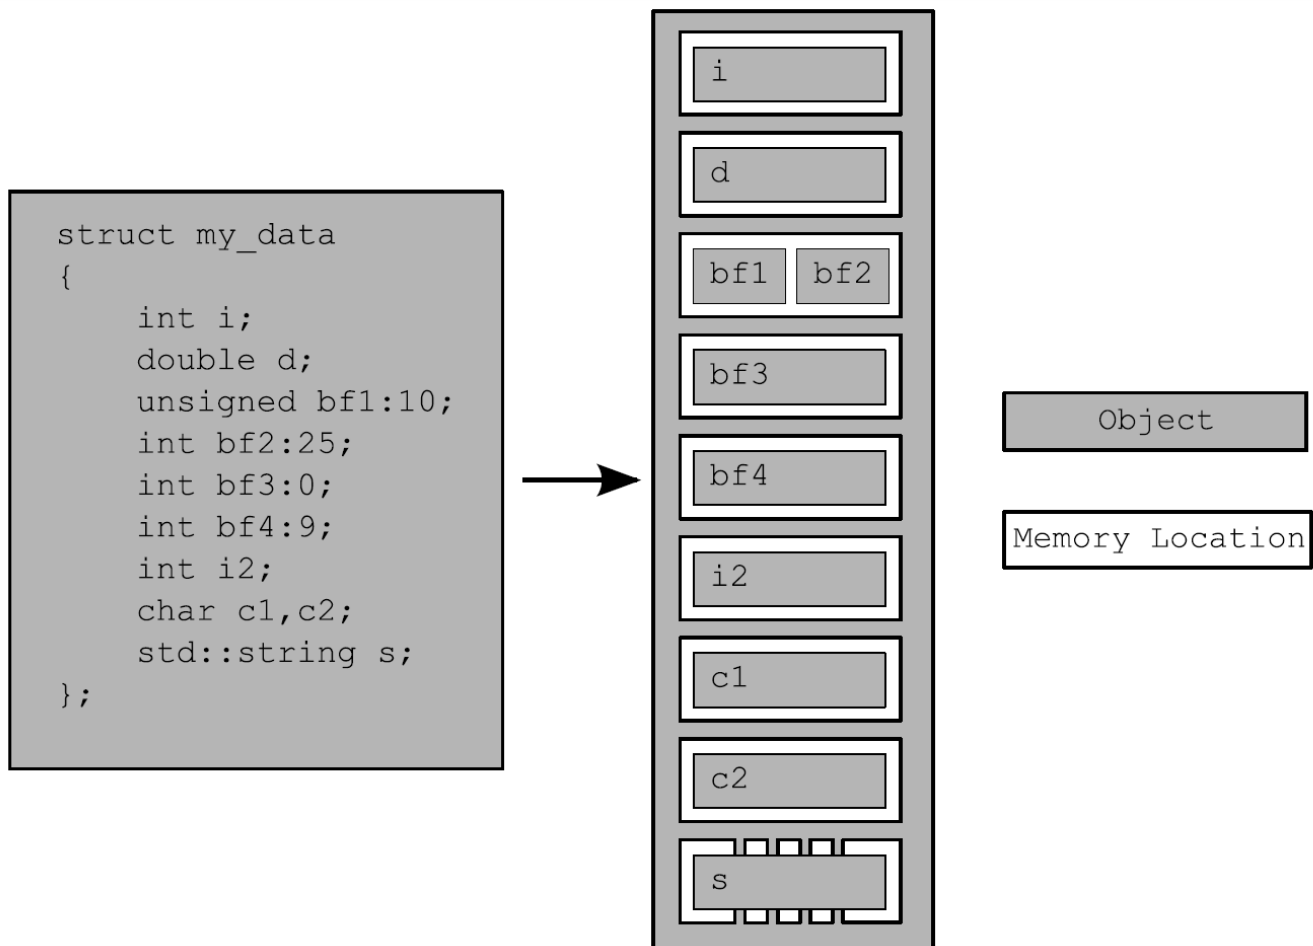 struct my_data
{
int i;
double d;
unsigned bf1:10;
int bf2:25;
int bf3:0;
int bf4:9;
int i2;
char c1,c2;
std::string s;
};
i
d
bf1 bf2
bf3
bf4
i2
c1
c2
s
Object
Memory Location